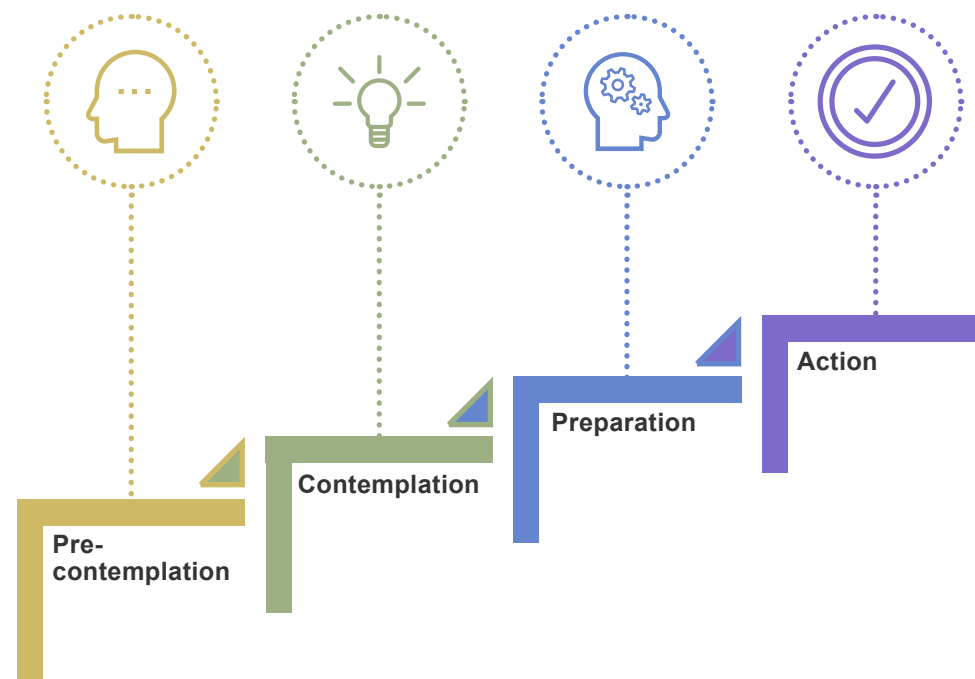 Pre-
contemplation
Contemplation
Preparation
Action